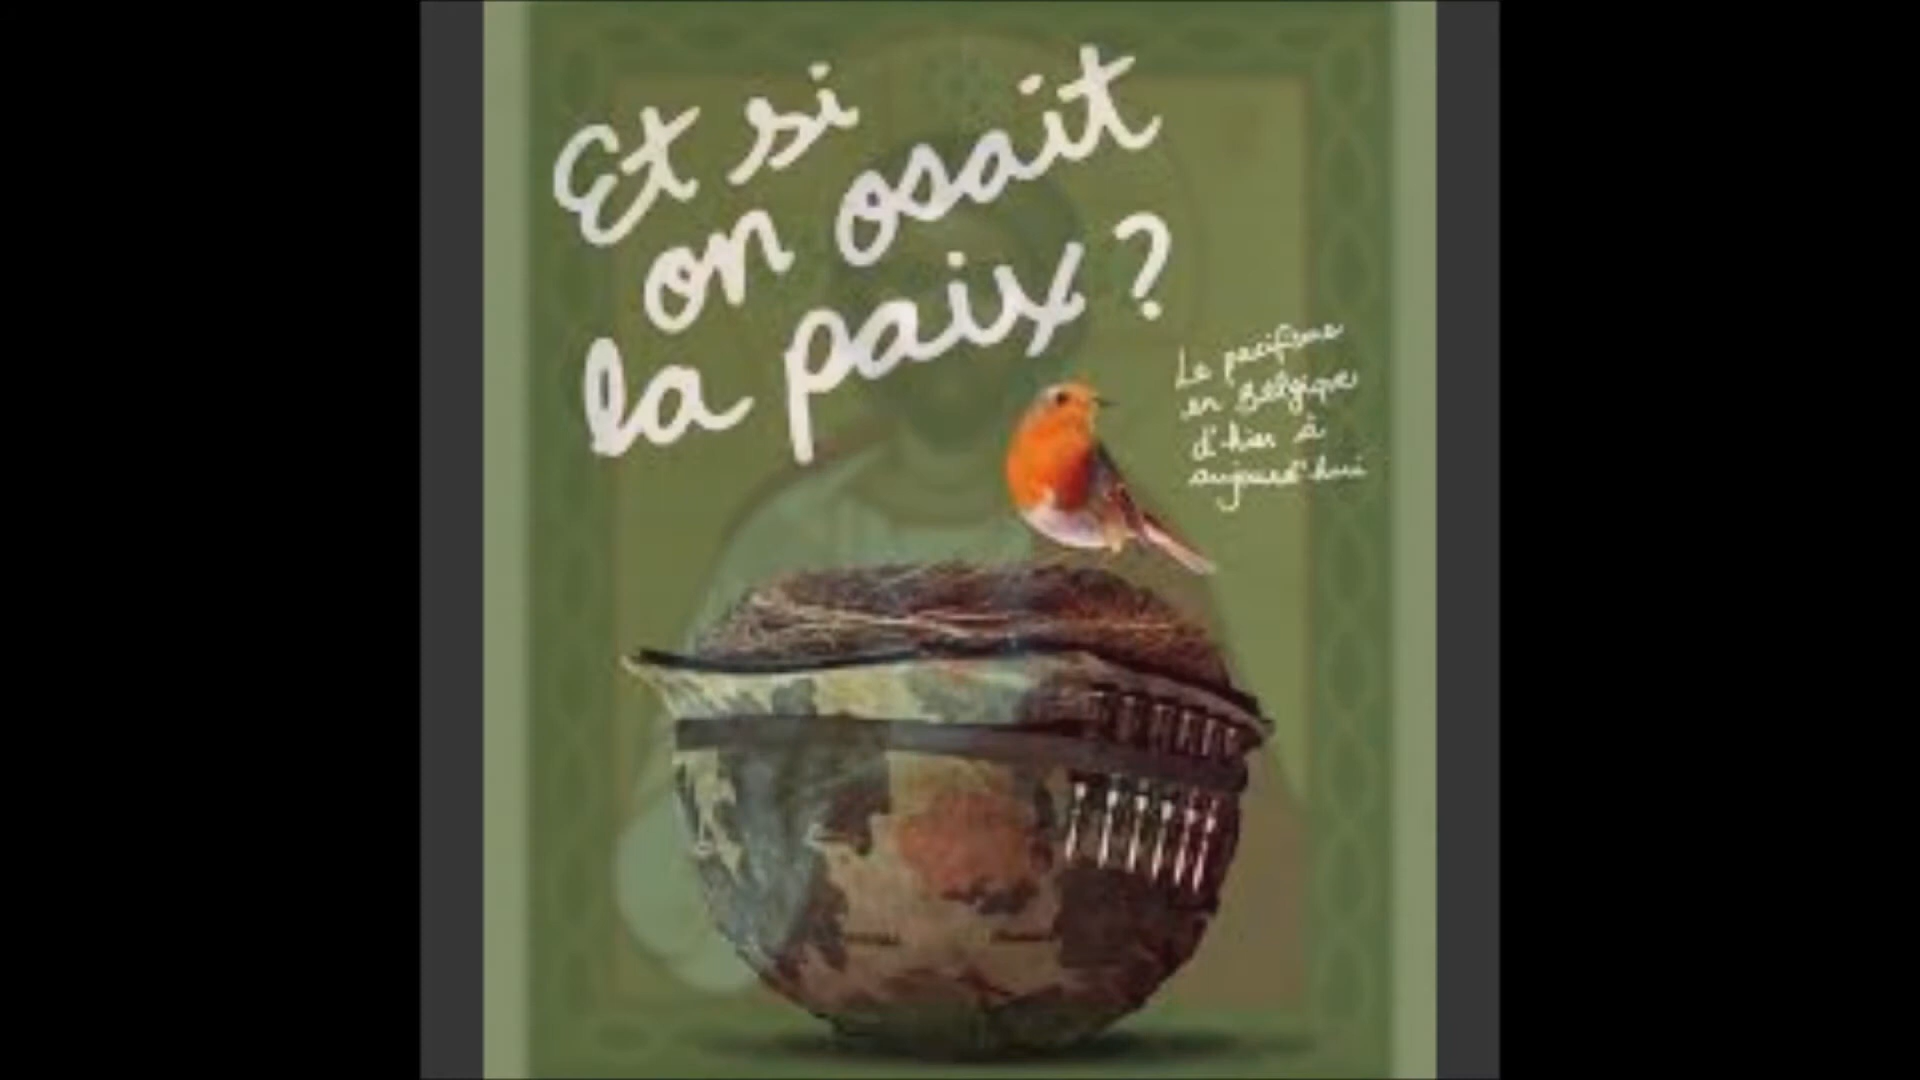 Et si
on osait
la paix ?
Le pacifisme
en Belgique
d'hier à
aujourd'hui